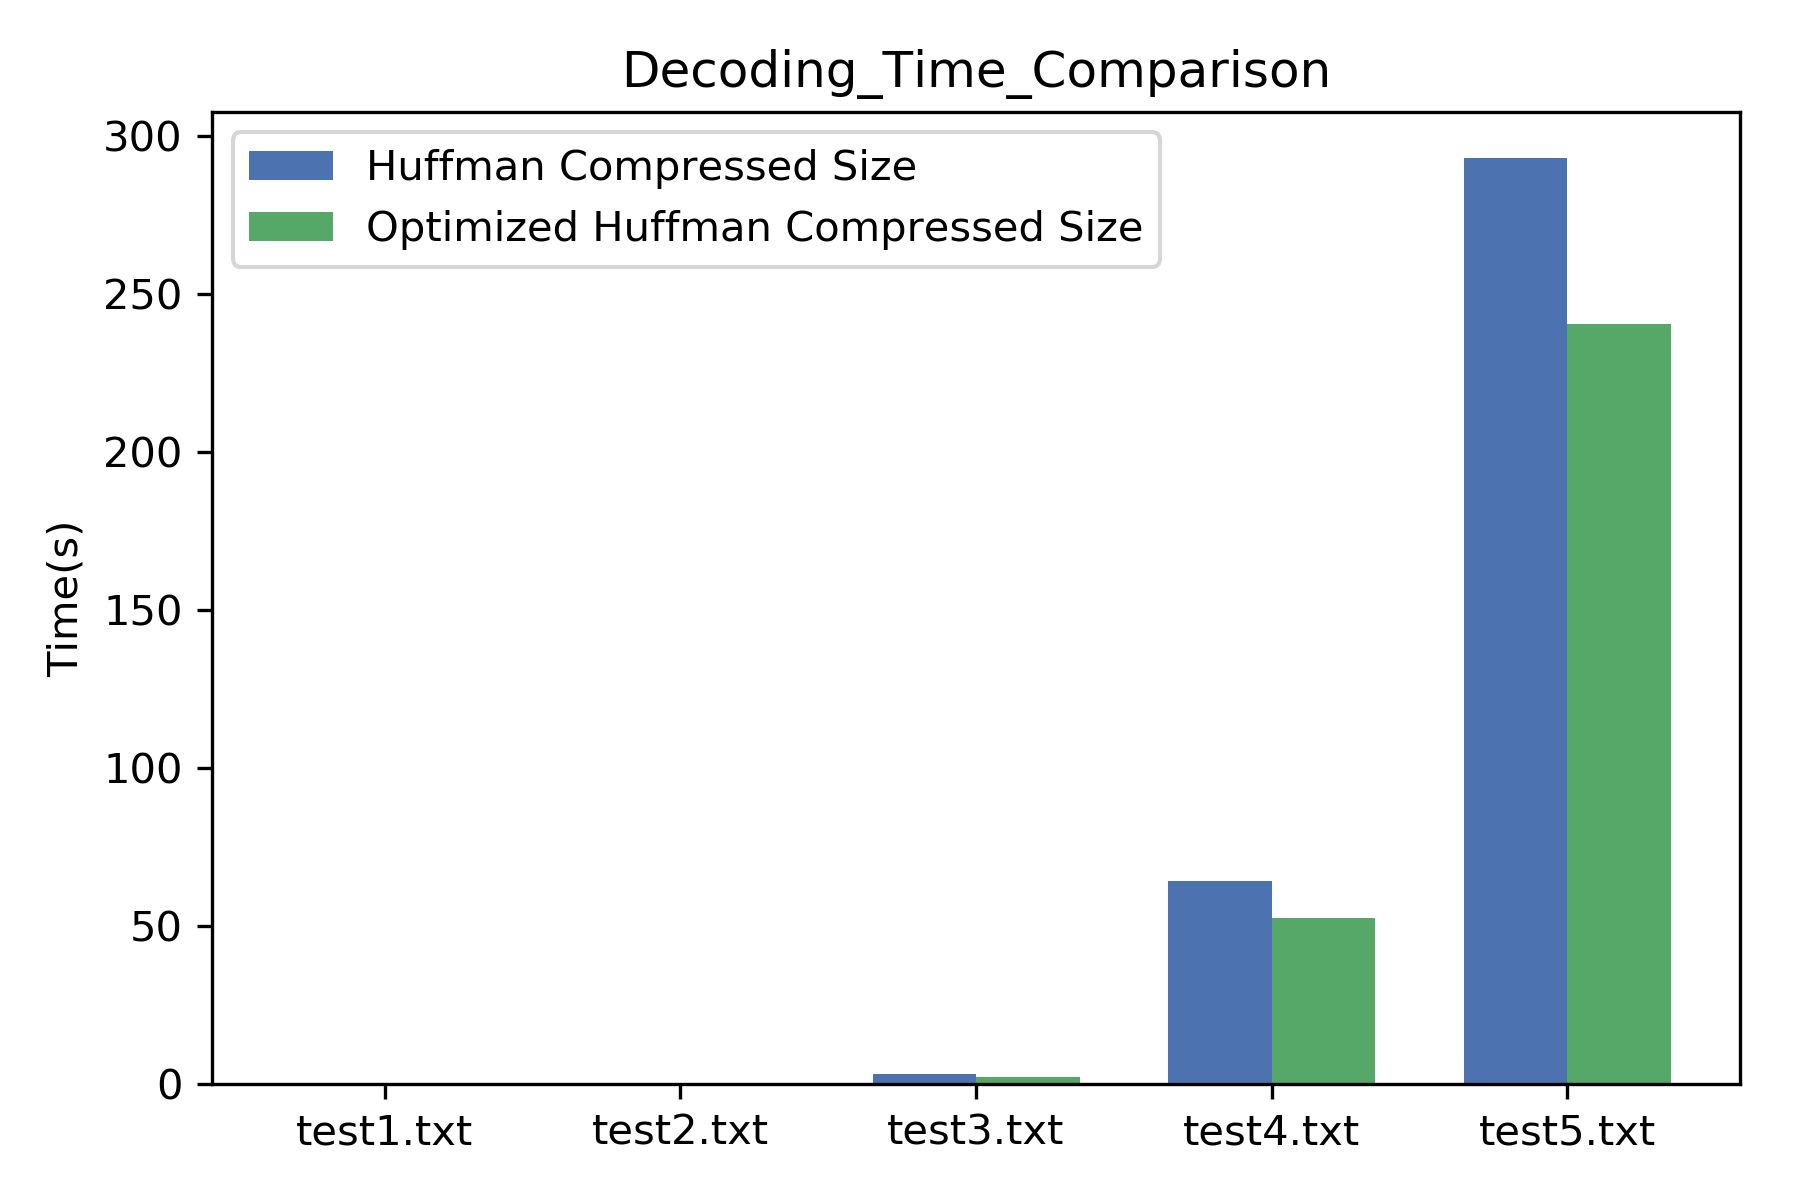 Decoding_Time_Comparison
Huffman Compressed Size
Optimized Huffman Compressed Size
Time(s)
300
250
200
150
100
50
0
test1.txt test2.txt test3.txt test4.txt test5.txt